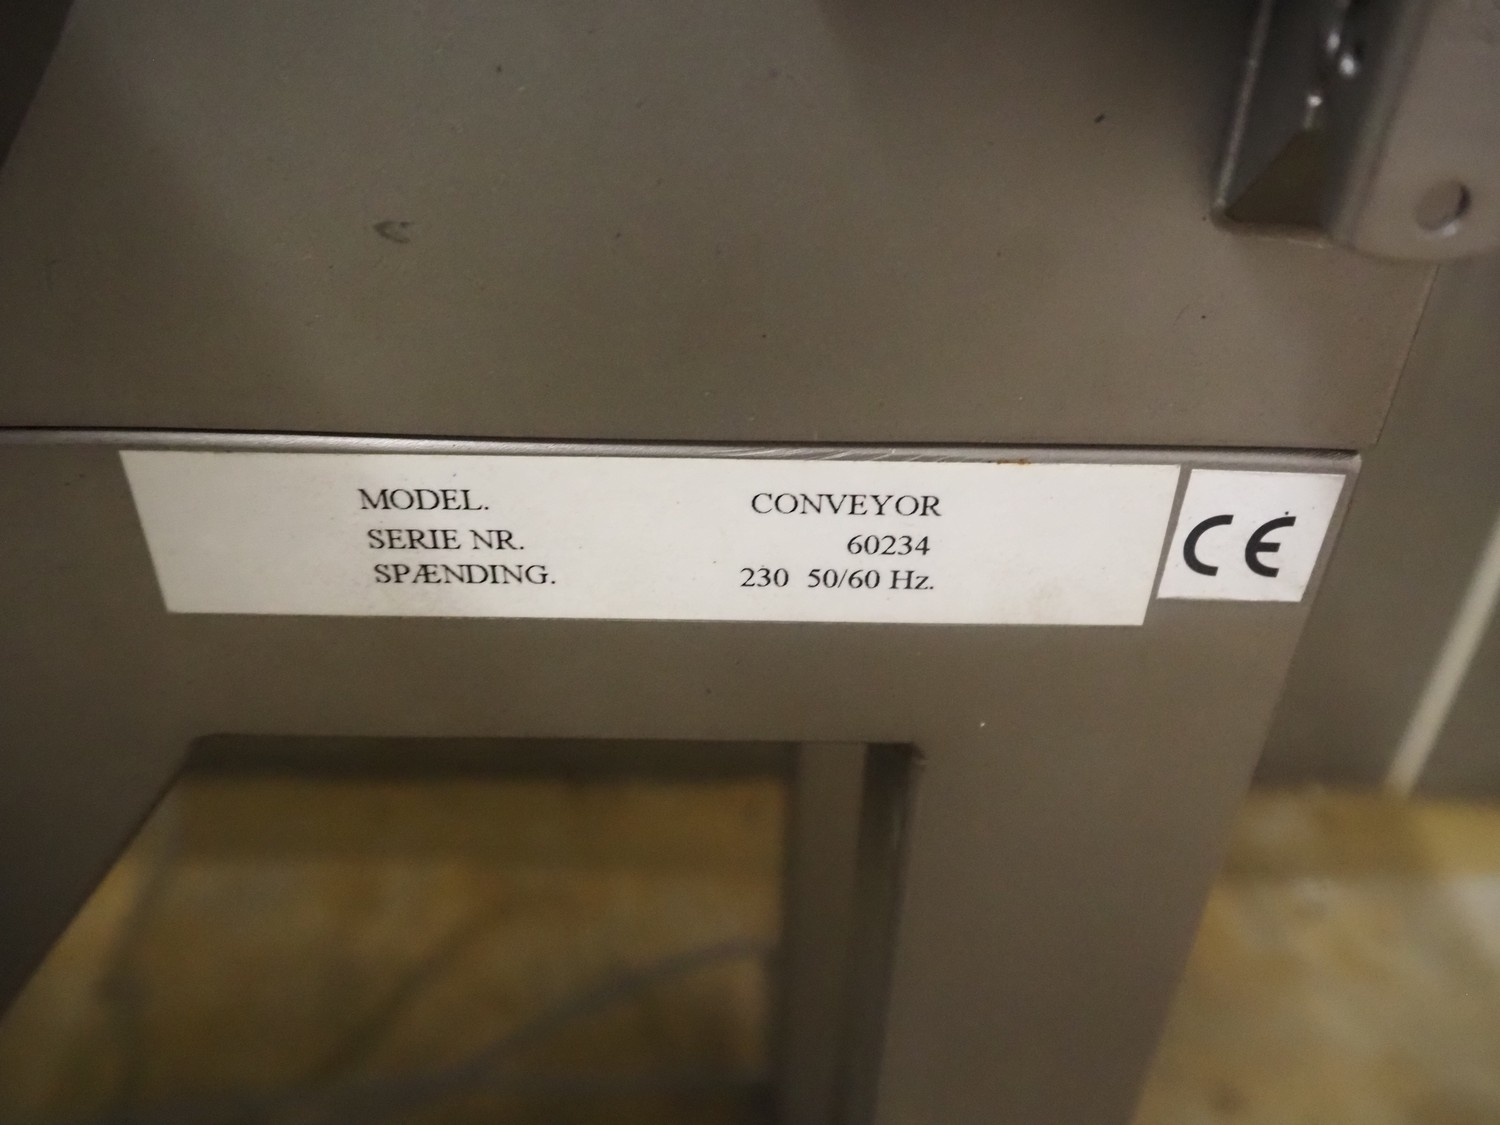 MODEL. CONVEYOR
SERIE NR. 60234
SPÆNDING. 230 50/60 Hz.
CE